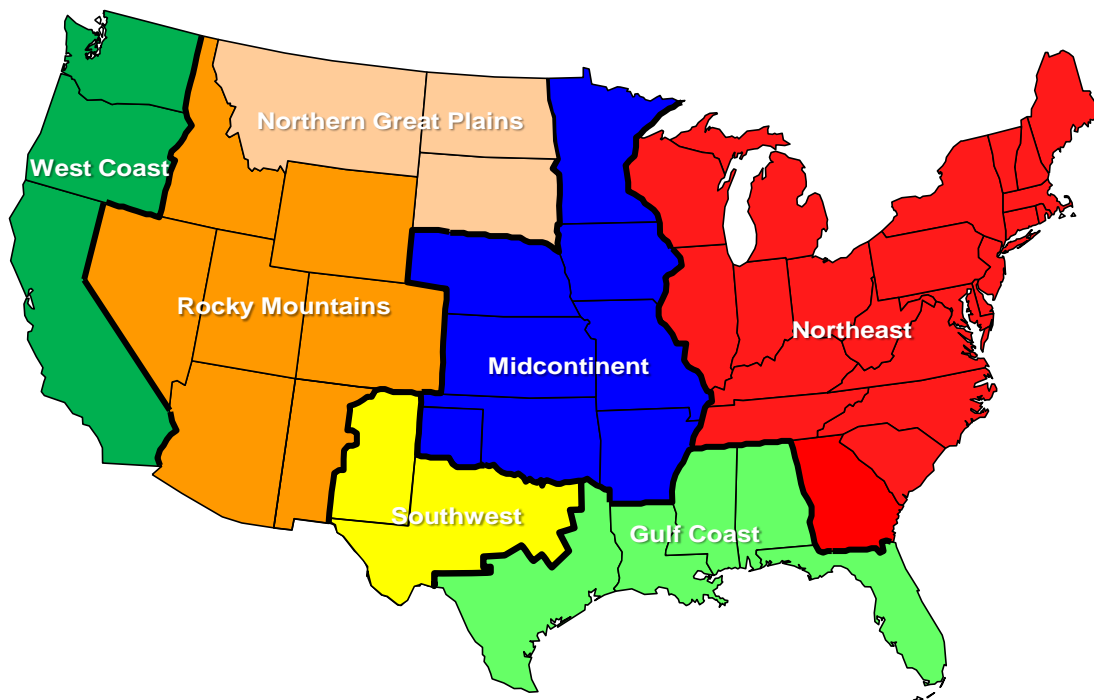 Northern Great Plains
West Coast
Rocky Mountains
Northeast
Midcontinent
Southwest
Gulf Coast